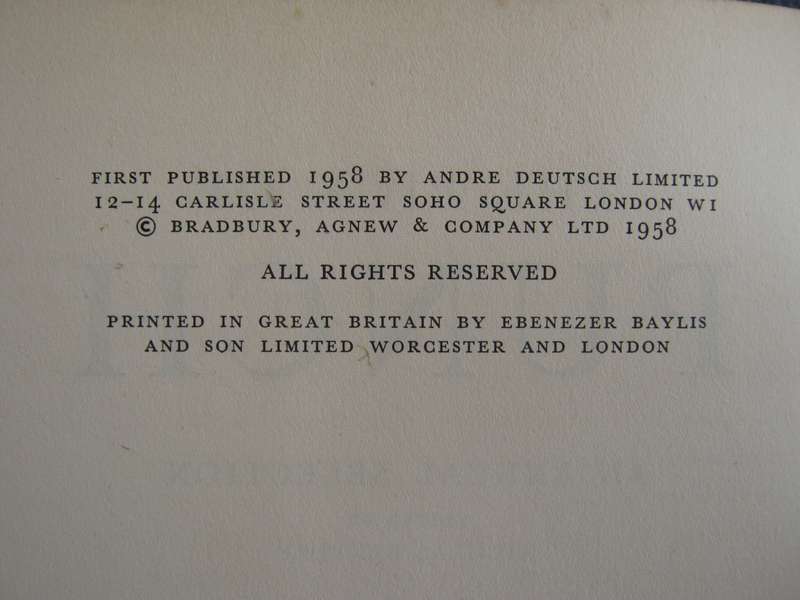 FIRST PUBLISHED 1958 BY ANDRE DEUTSCH LIMITED
12–14 CARLISLE STREET SOHO SQUARE LONDON W1
© BRADBURY, AGNEW & COMPANY LTD 1958
ALL RIGHTS RESERVED
PRINTED IN GREAT BRITAIN BY EBENEZER BAYLIS
AND SON LIMITED WORCESTER AND LONDON